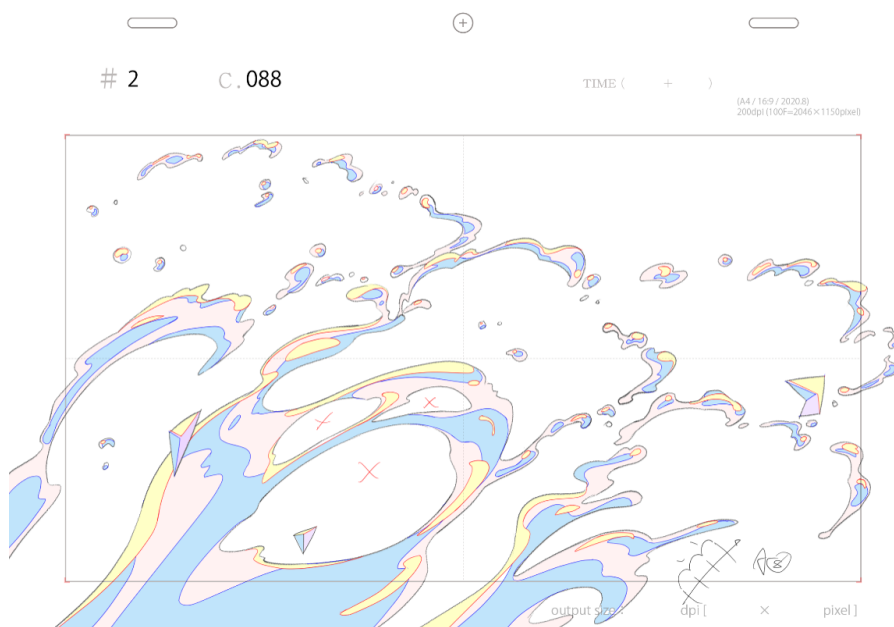 # 2 C. 088 TIME ( + )
(A4 / 16:9 / 2020.8)
200dpi (100F=2046×1150pixel)
output size : dpi [ × pixel ]